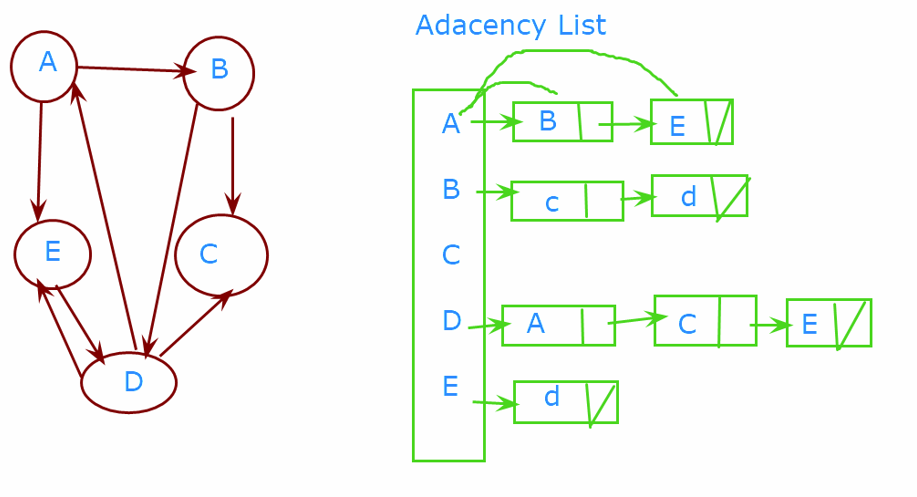 Adacency List
A B
E C
D
A B E
B c d
C
D A C E
E d